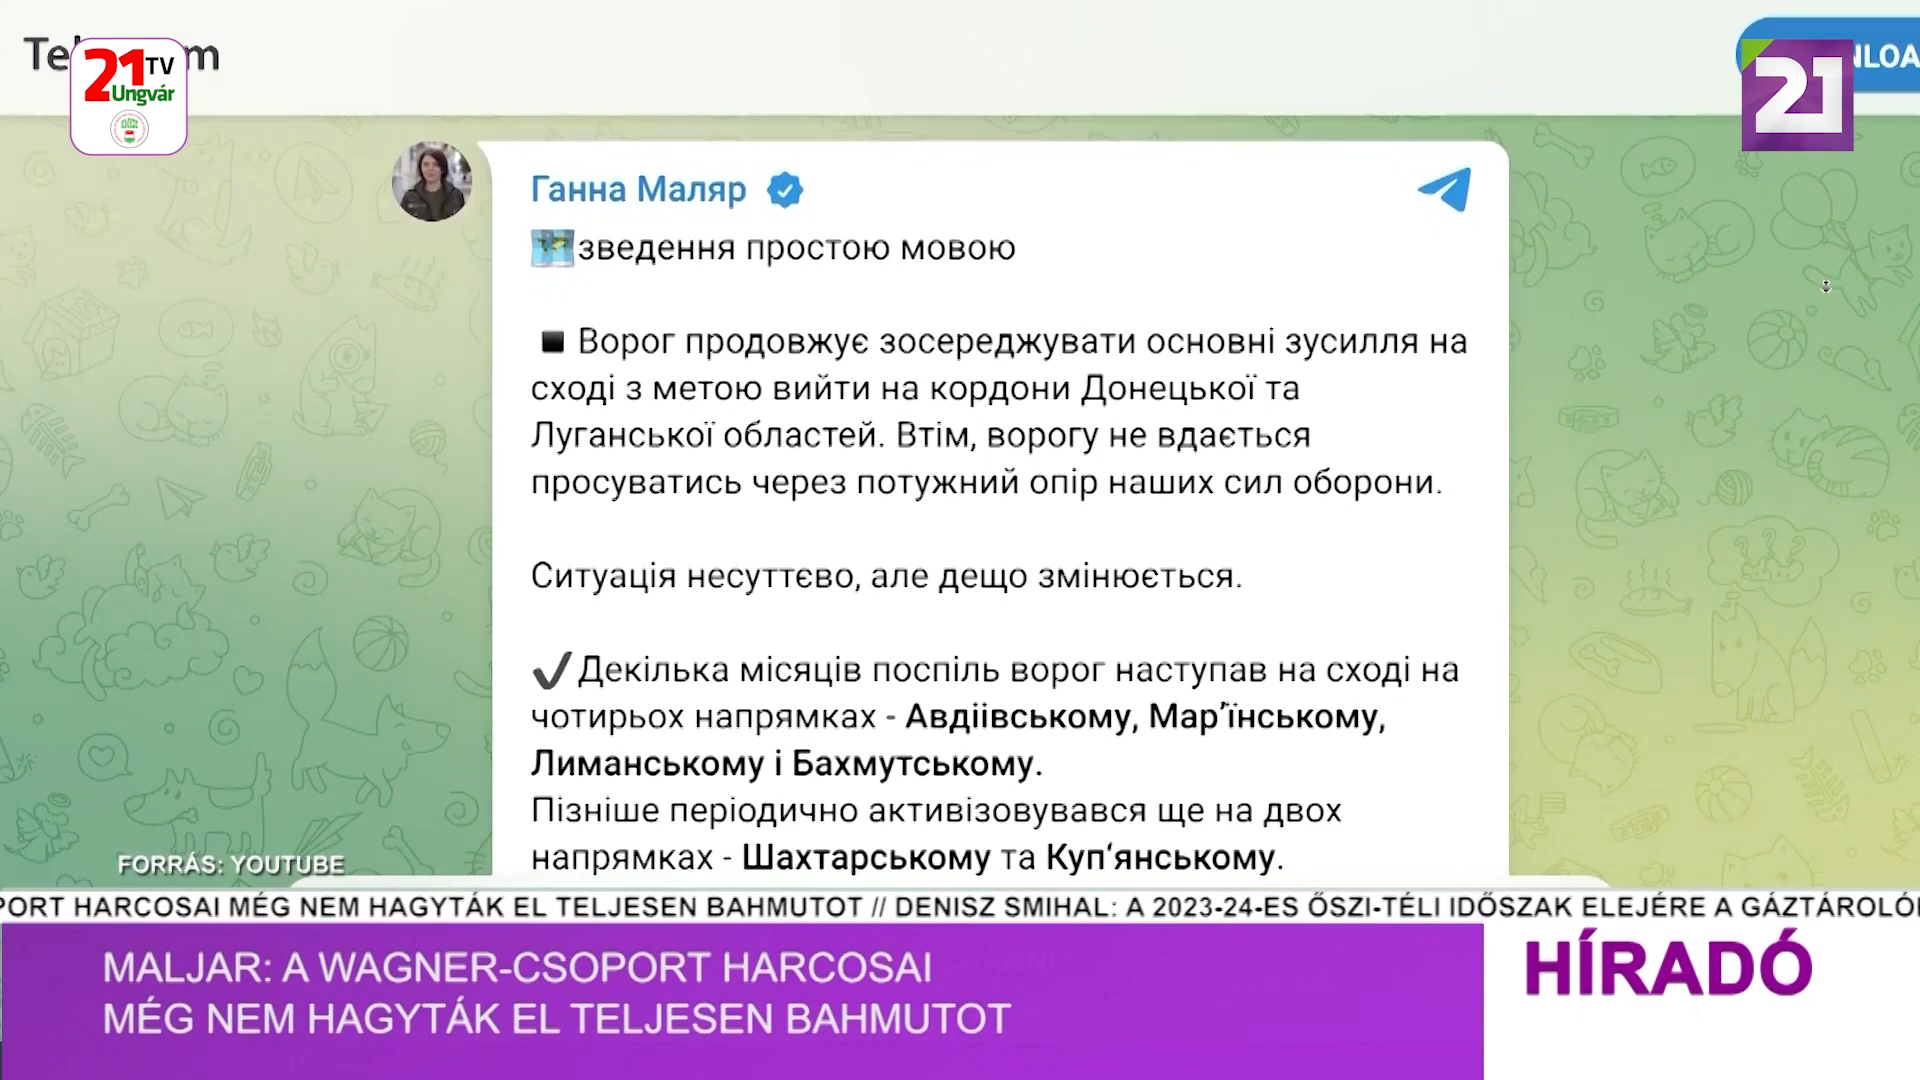 21 TV
Ungvár
21
Ганна Маляр
зведення простою мовою
Ворог продовжує зосереджувати основні зусилля на
сході з метою вийти на кордони Донецької та
Луганської областей. Втім, ворогу не вдається
просуватись через потужний опір наших сил оборони.
Ситуація несуттєво, але дещо змінюється.
Декілька місяців поспіль ворог наступав на сході на
чотирьох напрямках - Авдіівському, Мар’їнському,
Лиманському і Бахмутському.
Пізніше періодично активізовувався ще на двох
напрямках - Шахтарському та Куп‘янському.
FORRÁS: YOUTUBE
PORT HARCOSAI MÉG NEM HAGYTÁK EL TELJESEN BAHMUTOT // DENISZ SMIHAL: A 2023-24-ES ŐSZI-TÉLI IDŐSZAK ELEJÉRE A GÁZTÁROLÓ
MALJAR: A WAGNER-CSOPORT HARCOSAI
MÉG NEM HAGYTÁK EL TELJESEN BAHMUTOT
HÍRADÓ